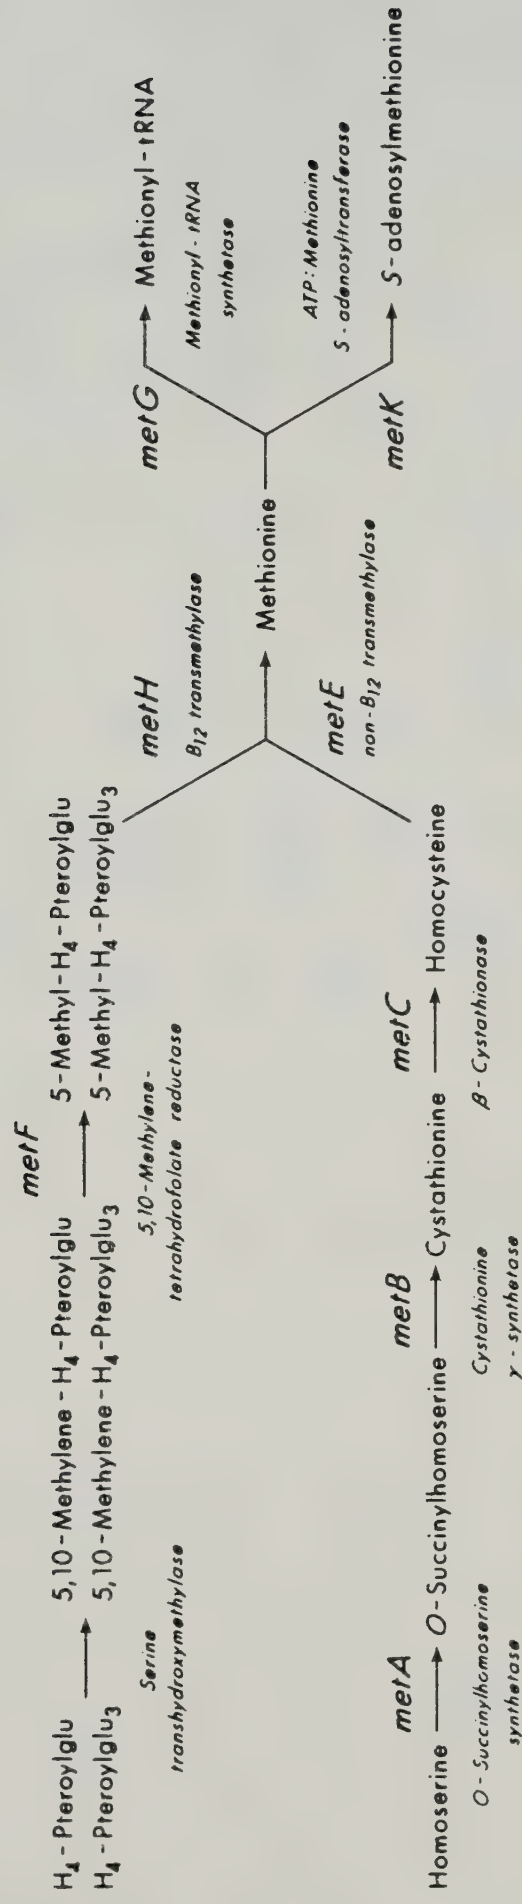 metF
H₄-Pteroylglu → 5,10-Methylene-H₄-Pteroylglu → 5-Methyl-H₄-Pteroylglu
H₄-Pteroylglu₃ 5,10-Methylene-H₄-Pteroylglu₃ 5-Methyl-H₄-Pteroylglu₃
Serine
transhydroxymethylase
5,10-Methylene-
tetrahydrofolate reductase
metH
B₁₂ transmethylase
Methionine
metE
non-B₁₂ transmethylase
metG
Methionyl-tRNA
Methionyl-tRNA
synthetase
ATP:Methionine
S-adenosyltransferase
metK
S-adenosylmethionine
metA metB metC
Homoserine → O-Succinylhomoserine → Cystathionine → Homocysteine
O-Succinylhomoserine
synthetase
Cystathionine
γ-synthetase
β-Cystathionase